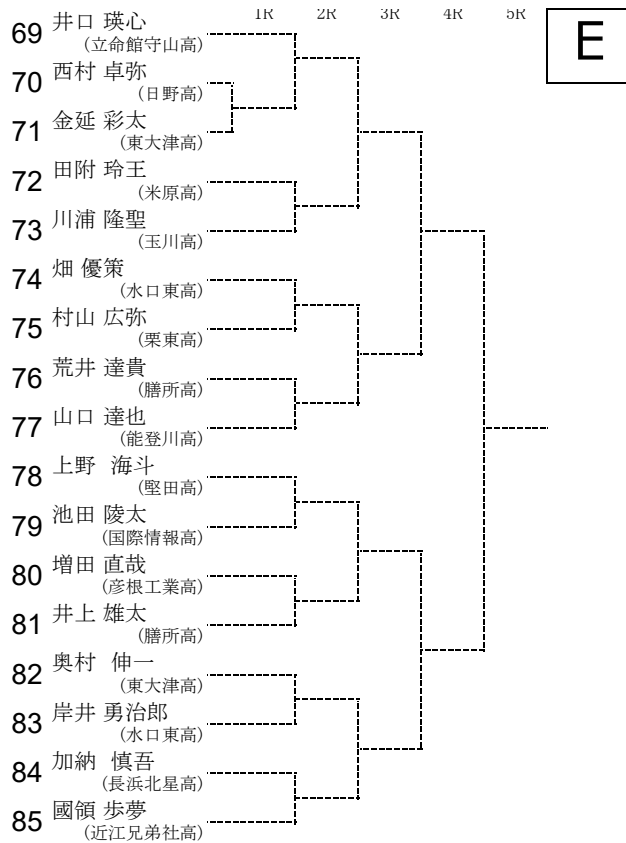 1R 2R 3R 4R 5R
E
69 井口 瑛心
(立命館守山高)
70 西村 卓弥
(日野高)
71 金延 彩太
(東大津高)
72 田附 玲王
(米原高)
73 川浦 隆聖
(玉川高)
74 畑 優策
(水口東高)
75 村山 広弥
(栗東高)
76 荒井 達貴
(膳所高)
77 山口 達也
(能登川高)
78 上野 海斗
(堅田高)
79 池田 陵太
(国際情報高)
80 増田 直哉
(彦根工業高)
81 井上 雄太
(膳所高)
82 奥村 伸一
(東大津高)
83 岸井 勇治郎
(水口東高)
84 加納 慎吾
(長浜北星高)
85 國領 歩夢
(近江兄弟社高)